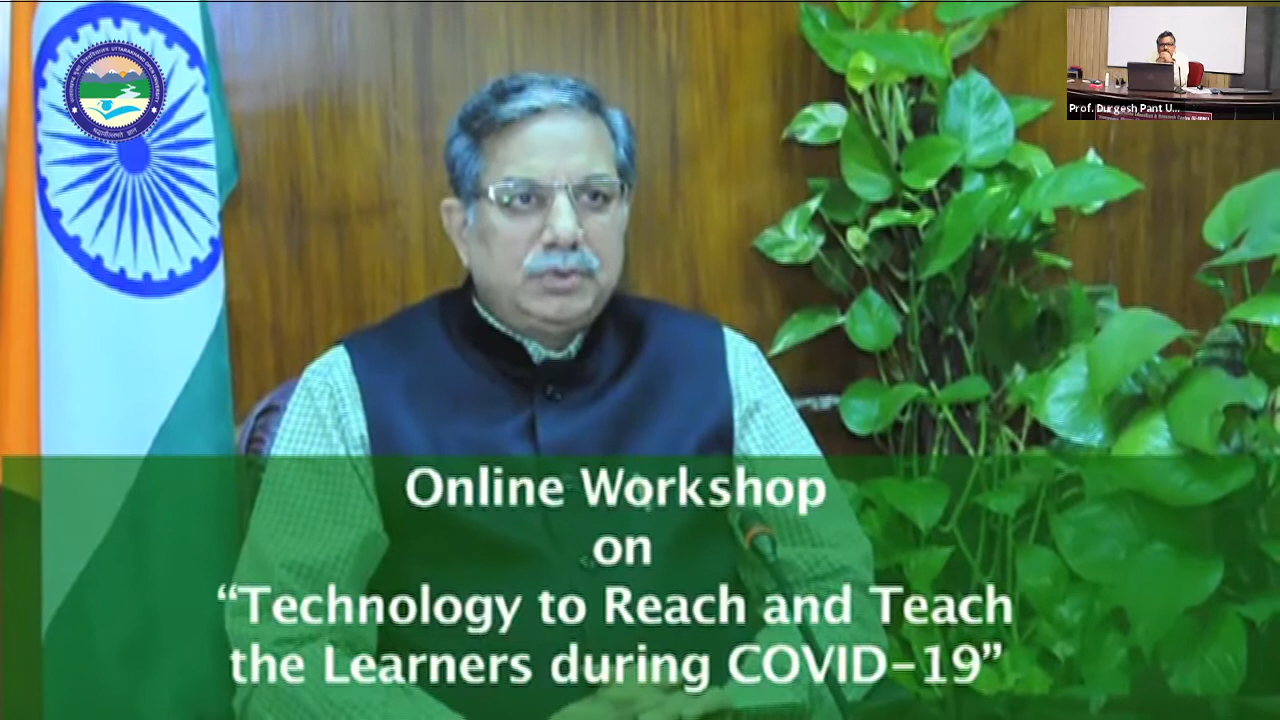 Prof. Durgesh Pant U...
Online Workshop
on
“Technology to Reach and Teach
the Learners during COVID-19”